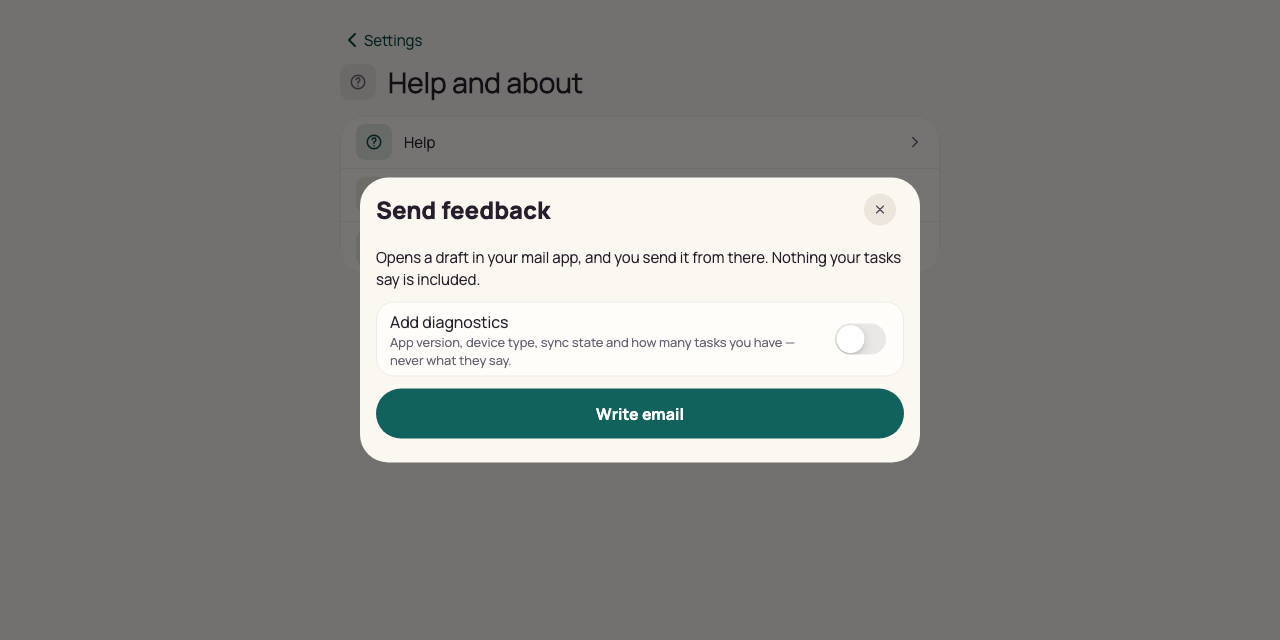 Settings
Help and about
Help
Send feedback
Opens a draft in your mail app, and you send it from there. Nothing your tasks
say is included.
Add diagnostics
App version, device type, sync state and how many tasks you have —
never what they say.
Write email